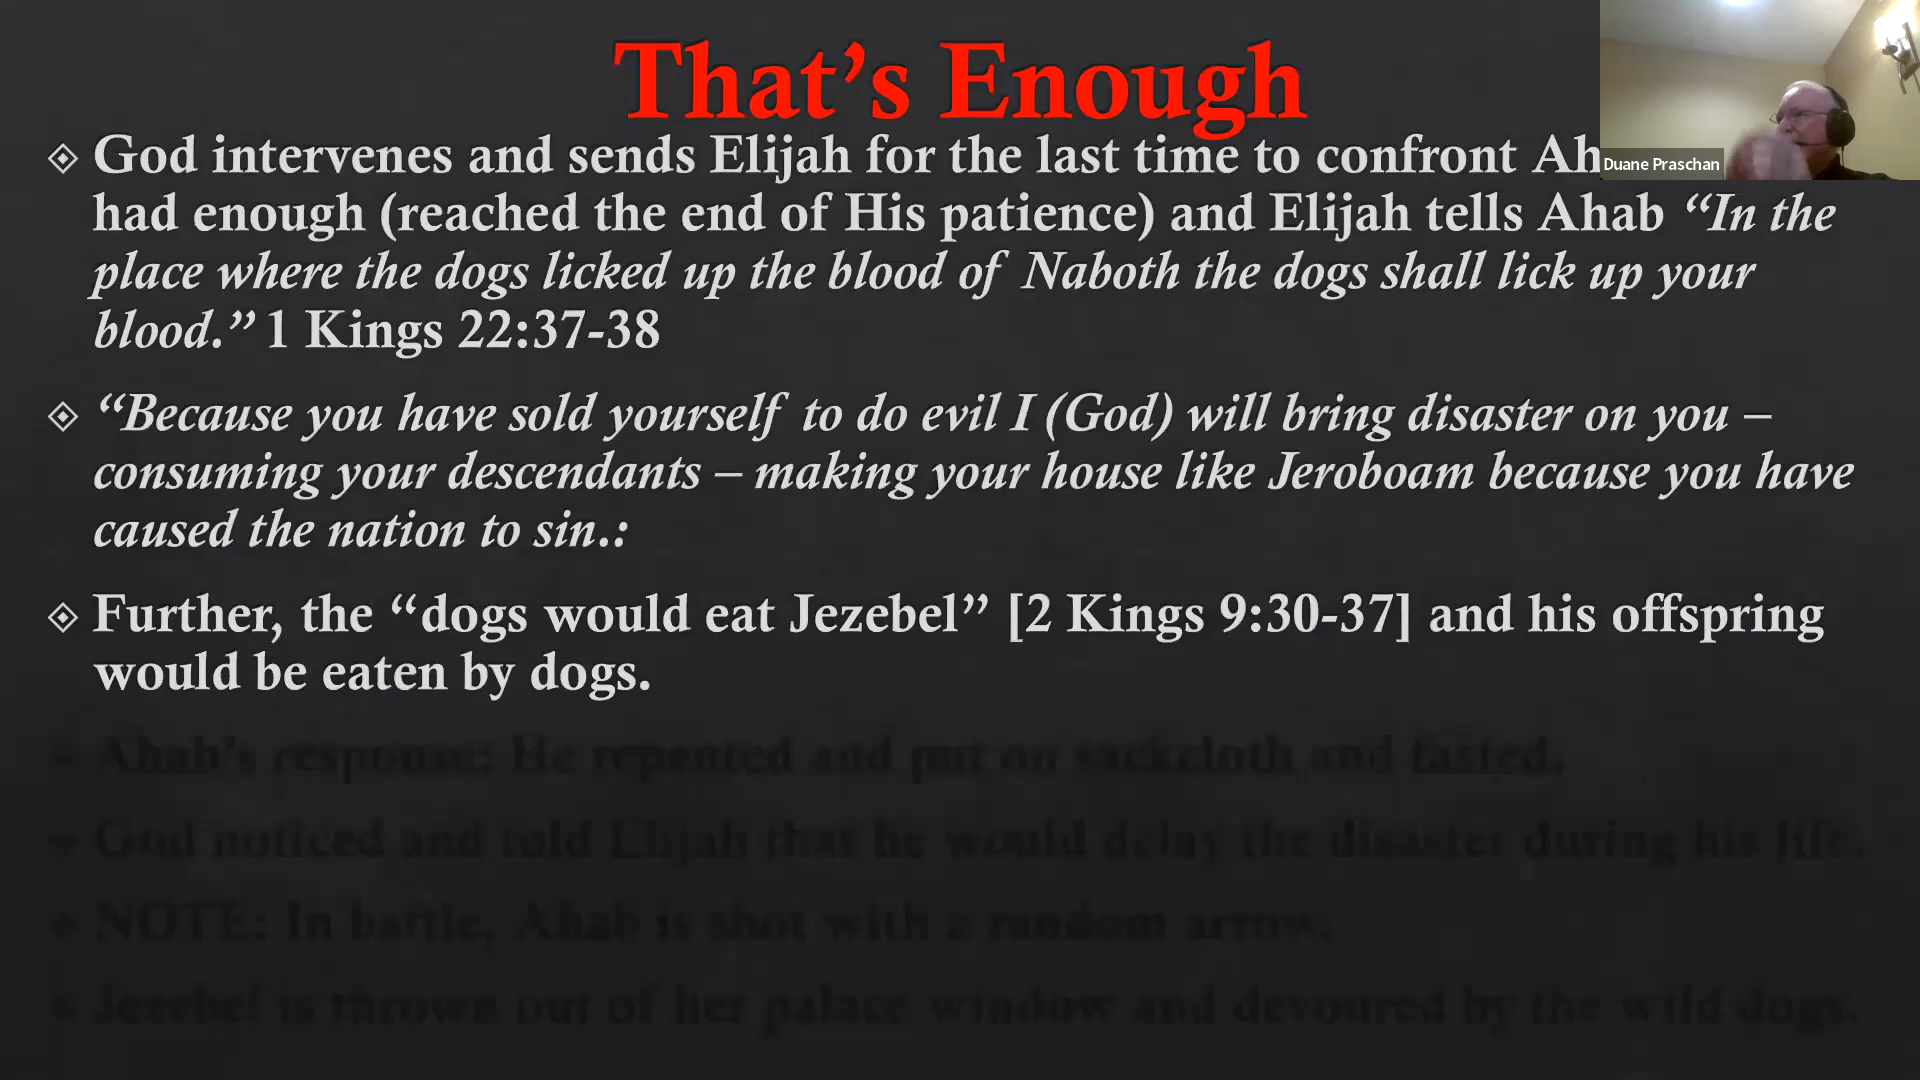 That’s Enough
God intervenes and sends Elijah for the last time to confront Ah
Duane Praschan
had enough (reached the end of His patience) and Elijah tells Ahab “In the
place where the dogs licked up the blood of Naboth the dogs shall lick up your
blood.” 1 Kings 22:37-38
“Because you have sold yourself to do evil I (God) will bring disaster on you –
consuming your descendants – making your house like Jeroboam because you have
caused the nation to sin.:
Further, the “dogs would eat Jezebel” [2 Kings 9:30-37] and his offspring
would be eaten by dogs.
Ahab’s response: He repented and put on sackcloth and fasted.
God noticed and told Elijah that he would delay the disaster during his life.
NOTE: In battle, Ahab is shot with a random arrow.
Jezebel is thrown out of her palace window and devoured by the wild dogs.